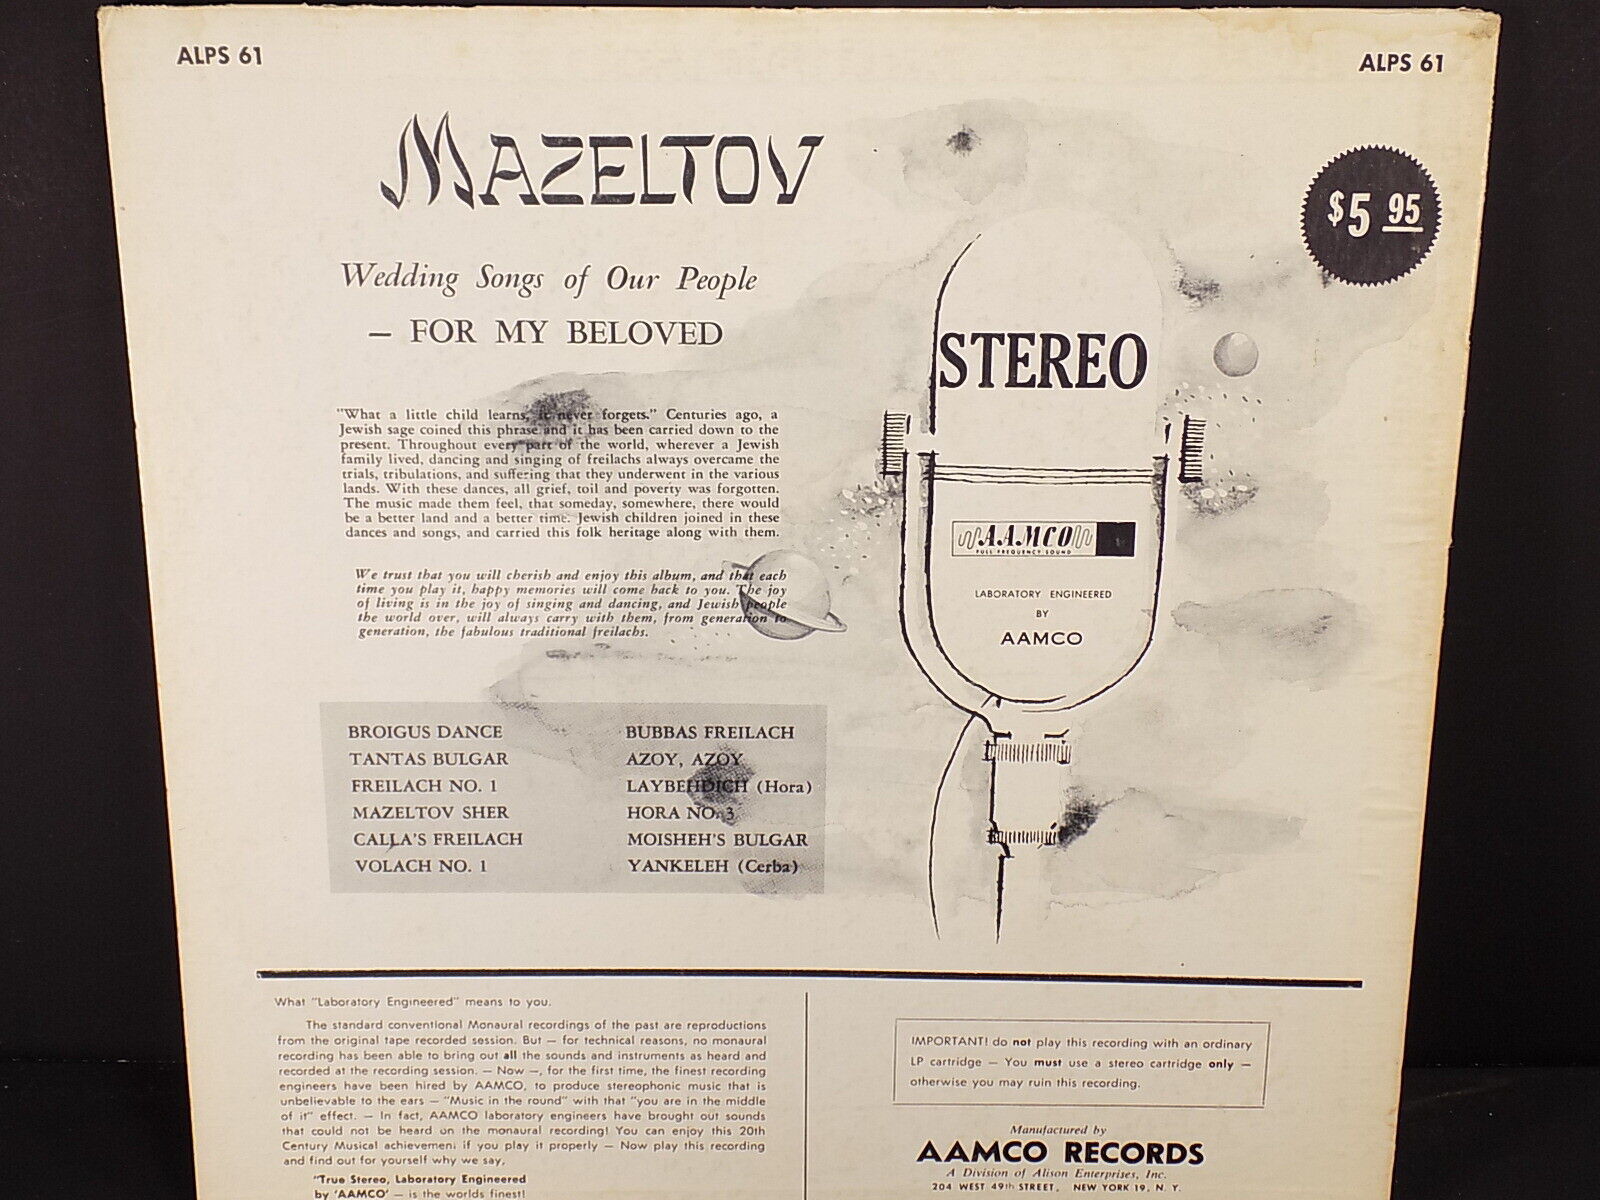 ALPS 61
ALPS 61
MAZELTOV
$5 95
Wedding Songs of Our People
— FOR MY BELOVED
STEREO
"What a little child learns, it never forgets." Centuries ago, a
Jewish sage coined this phrase and it has been carried down to the
present. Throughout every part of the world, wherever a Jewish
family lived, dancing and singing of freilachs always overcame the
trials, tribulations, and suffering that they underwent in the various
lands. With these dances, all grief, toil and poverty was forgotten.
The music made them feel, that someday, somewhere, there would
be a better land and a better time. Jewish children joined in these
dances and songs, and carried this folk heritage along with them.
We trust that you will cherish and enjoy this album, and that each
time you play it, happy memories will come back to you. The joy
of living is in the joy of singing and dancing, and Jewish people
the world over, will always carry with them, from generation to
generation, the fabulous traditional freilachs.
AAMCO
FULL FREQUENCY SOUND
LABORATORY ENGINEERED
BY
AAMCO
BROIGUS DANCE
TANTAS BULGAR
FREILACH NO. 1
MAZELTOV SHER
CALLA'S FREILACH
VOLACH NO. 1
BUBBAS FREILACH
AZOY, AZOY
LAYBEHDICH (Hora)
HORA NO. 3
MOISHEH'S BULGAR
YANKELEH (Cerba)
What "Laboratory Engineered" means to you.
The standard conventional Monaural recordings of the past are reproductions
from the original tape recorded session. But — for technical reasons, no monaural
recording has been able to bring out all the sounds and instruments as heard and
recorded at the recording session. — Now —, for the first time, the finest recording
engineers have been hired by AAMCO, to produce stereophonic music that is
unbelievable to the ears — "Music in the round" with that "you are in the middle
of it" effect. — In fact, AAMCO laboratory engineers have brought out sounds
that could not be heard on the monaural recording! You can enjoy this 20th
Century Musical achievement if you play it properly — Now play this recording
and find out for yourself why we say,
"True Stereo, Laboratory Engineered
by 'AAMCO' — is the worlds finest!
IMPORTANT! do not play this recording with an ordinary
LP cartridge — You must use a stereo cartridge only —
otherwise you may ruin this recording.
Manufactured by
AAMCO RECORDS
A Division of Alison Enterprises, Inc.
204 WEST 49th STREET, NEW YORK 19, N. Y.